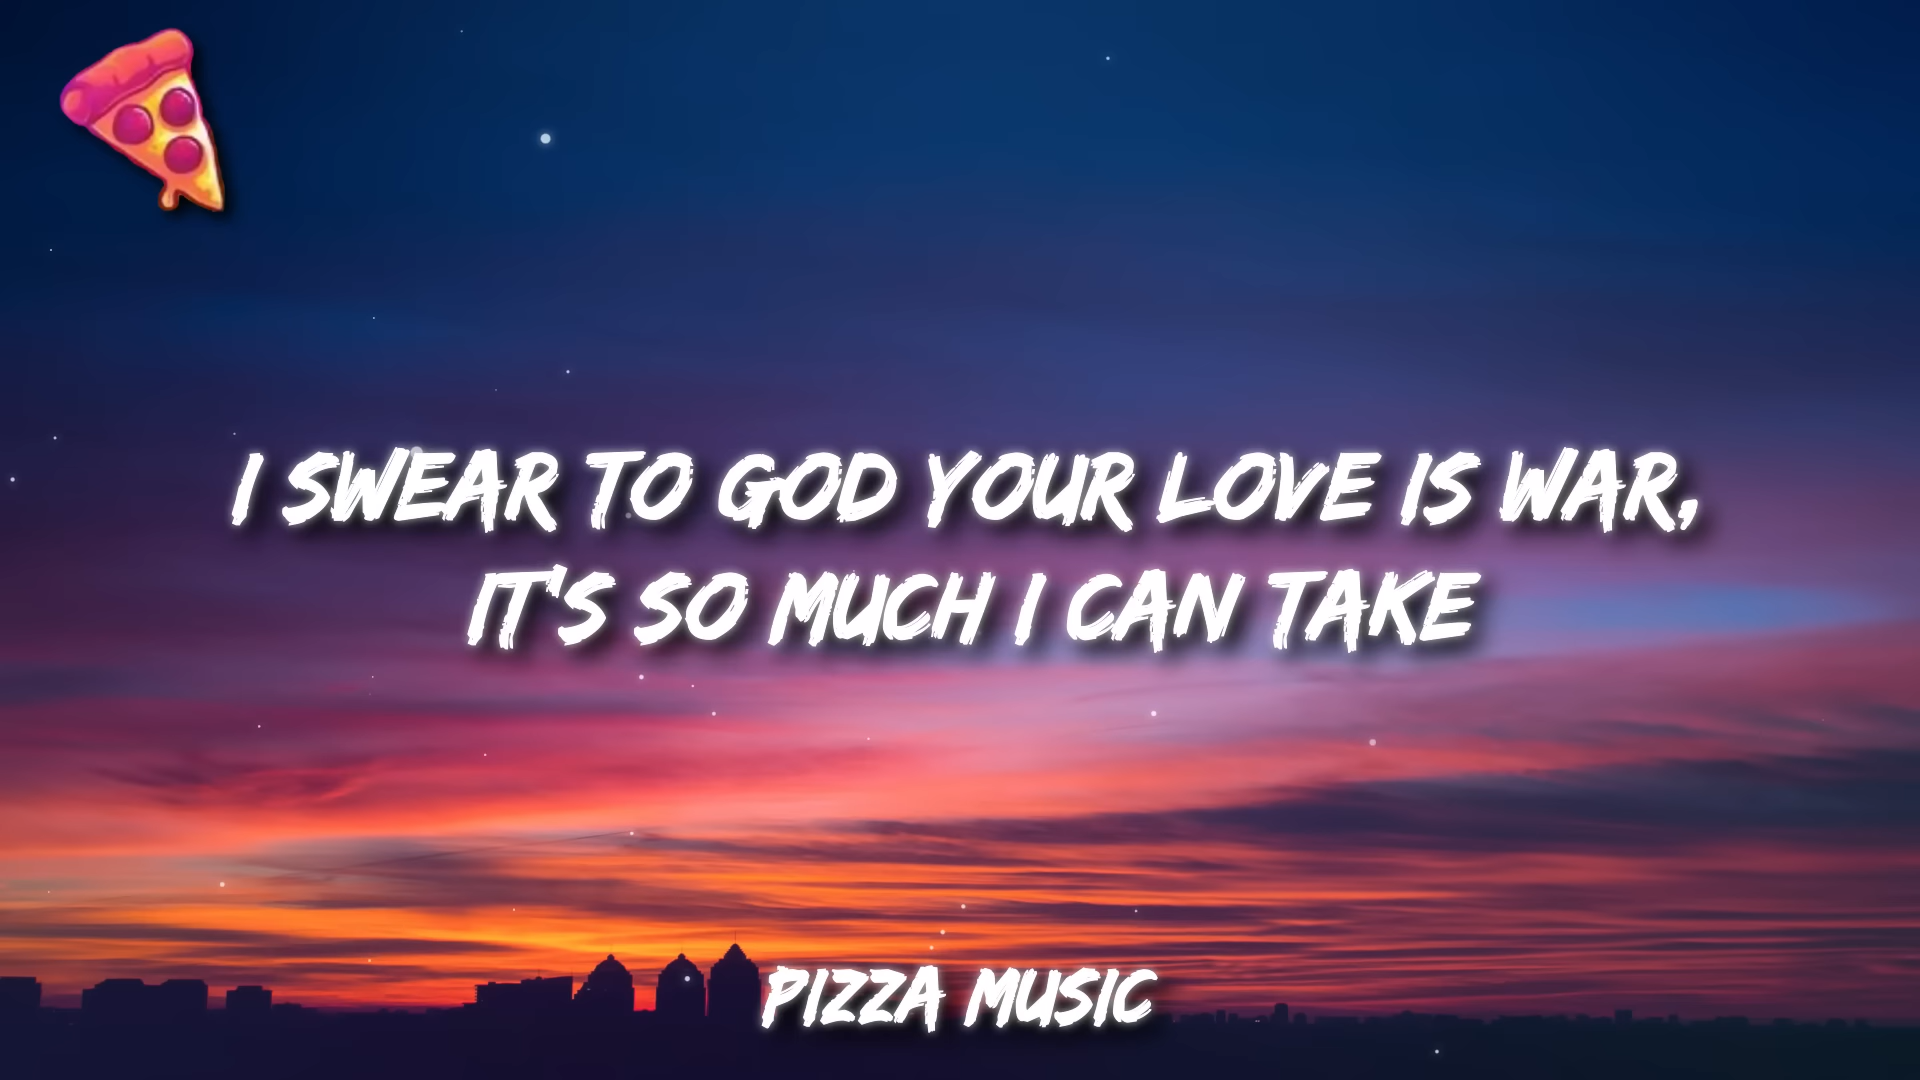 I SWEAR TO GOD YOUR LOVE IS WAR,
IT'S SO MUCH I CAN TAKE
PIZZA MUSIC